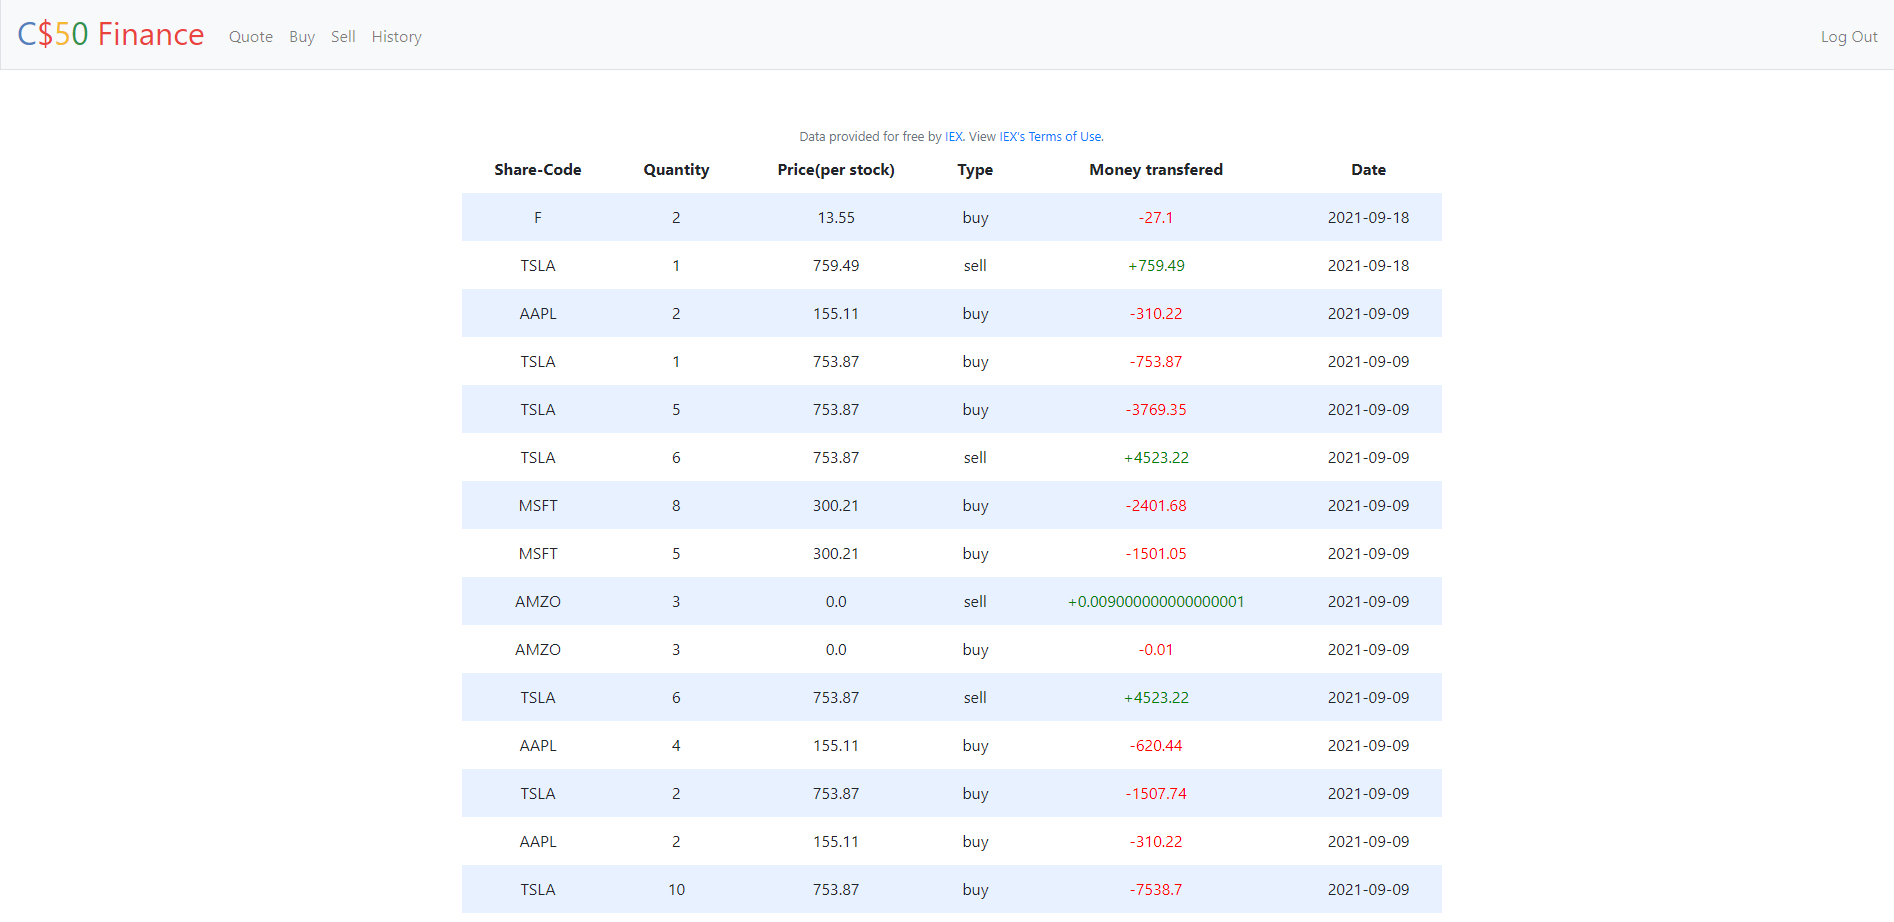 C$50 Finance Quote Buy Sell History Log Out
Data provided for free by IEX. View IEX's Terms of Use.
Share-Code Quantity Price(per stock) Type Money transfered Date
F 2 13.55 buy -27.1 2021-09-18
TSLA 1 759.49 sell +759.49 2021-09-18
AAPL 2 155.11 buy -310.22 2021-09-09
TSLA 1 753.87 buy -753.87 2021-09-09
TSLA 5 753.87 buy -3769.35 2021-09-09
TSLA 6 753.87 sell +4523.22 2021-09-09
MSFT 8 300.21 buy -2401.68 2021-09-09
MSFT 5 300.21 buy -1501.05 2021-09-09
AMZO 3 0.0 sell +0.009000000000000001 2021-09-09
AMZO 3 0.0 buy -0.01 2021-09-09
TSLA 6 753.87 sell +4523.22 2021-09-09
AAPL 4 155.11 buy -620.44 2021-09-09
TSLA 2 753.87 buy -1507.74 2021-09-09
AAPL 2 155.11 buy -310.22 2021-09-09
TSLA 10 753.87 buy -7538.7 2021-09-09